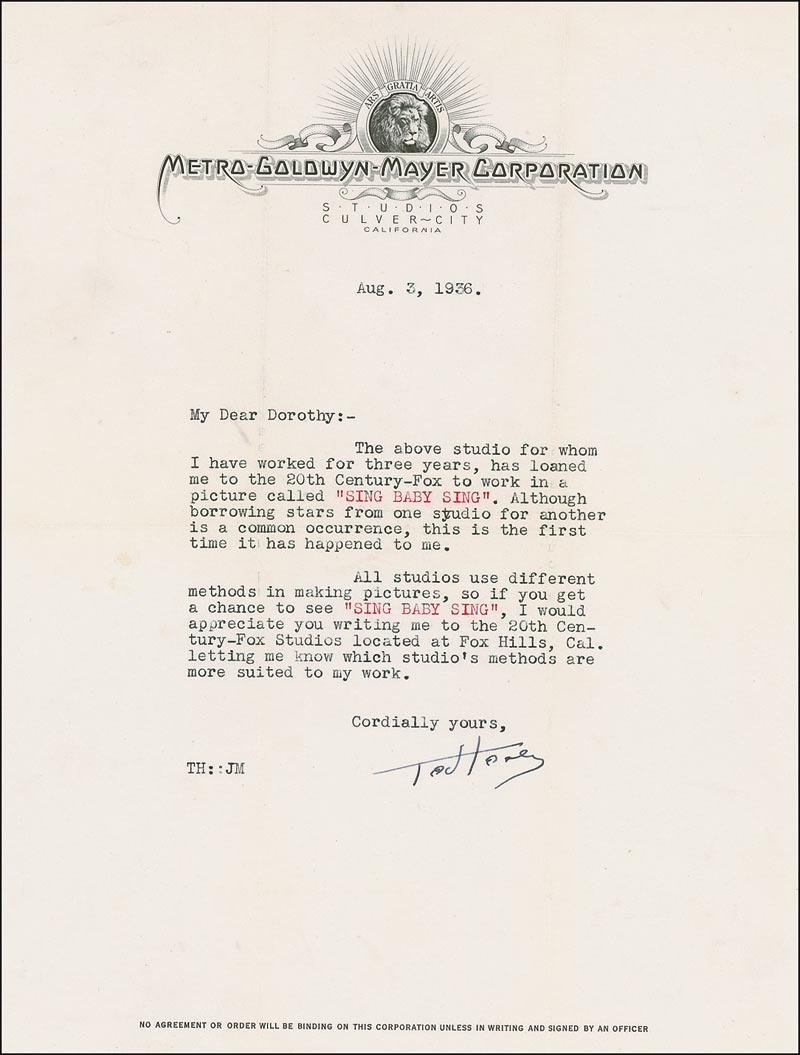 ARS GRATIA ARTIS
METRO-GOLDWYN-MAYER CORPORATION
S·T·U·D·I·O·S
CULVER~CITY
CALIFORNIA
Aug. 3, 1936.
My Dear Dorothy:-
The above studio for whom
I have worked for three years, has loaned
me to the 20th Century-Fox to work in a
picture called "SING BABY SING". Although
borrowing stars from one studio for another
is a common occurrence, this is the first
time it has happened to me.
All studios use different
methods in making pictures, so if you get
a chance to see "SING BABY SING", I would
appreciate you writing me to the 20th Cen-
tury-Fox Studios located at Fox Hills, Cal.
letting me know which studio's methods are
more suited to my work.
Cordially yours,
Ted Healy
TH::JM
NO AGREEMENT OR ORDER WILL BE BINDING ON THIS CORPORATION UNLESS IN WRITING AND SIGNED BY AN OFFICER